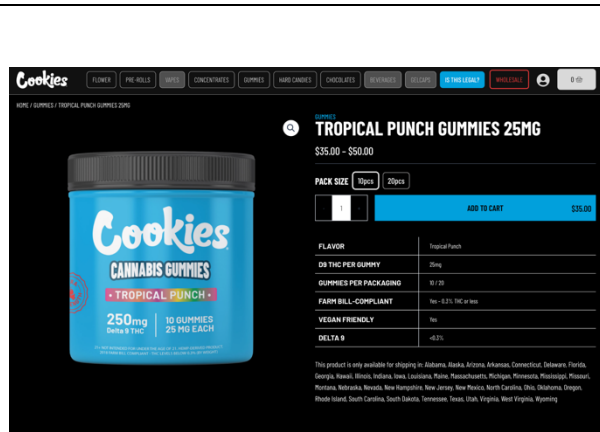 Cookies
FLOWER
PRE-ROLLS
VAPES
CONCENTRATES
GUMMIES
HARD CANDIES
CHOCOLATES
BEVERAGES
GELCAPS
IS THIS LEGAL?
WHOLESALE
0
HOME / GUMMIES / TROPICAL PUNCH GUMMIES 25MG
GUMMIES
TROPICAL PUNCH GUMMIES 25MG
$35.00 – $50.00
PACK SIZE 10pcs 20pcs
- 1 + ADD TO CART $35.00
FLAVOR Tropical Punch
D9 THC PER GUMMY 25mg
GUMMIES PER PACKAGING 10 / 20
FARM BILL-COMPLIANT Yes - 0.3% THC or less
VEGAN FRIENDLY Yes
DELTA 9 <0.3%
This product is only available for shipping in: Alabama, Alaska, Arizona, Arkansas, Connecticut, Delaware, Florida,
Georgia, Hawaii, Illinois, Indiana, Iowa, Louisiana, Maine, Massachusetts, Michigan, Minnesota, Mississippi, Missouri,
Montana, Nebraska, Nevada, New Hampshire, New Jersey, New Mexico, North Carolina, Ohio, Oklahoma, Oregon,
Rhode Island, South Carolina, South Dakota, Tennessee, Texas, Utah, Virginia, West Virginia, Wyoming
Cookies
CANNABIS GUMMIES
• TROPICAL PUNCH •
250mg
Delta 9 THC
10 GUMMIES
25 MG EACH